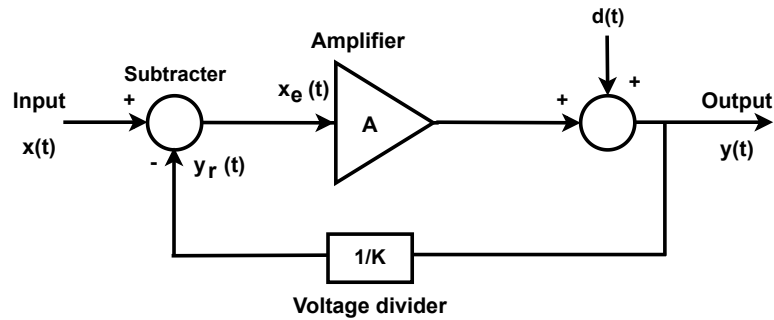 d(t)
Amplifier
Subtracter
Input
+
x_e (t)
+
+
Output
A
x(t)
-
y_r (t)
y(t)
1/K
Voltage divider